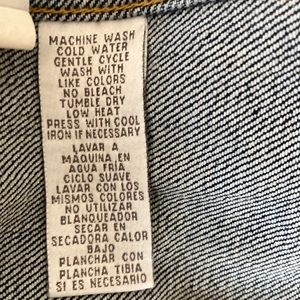 MACHINE WASH
COLD WATER
GENTLE CYCLE
WASH WITH
LIKE COLORS
NO BLEACH
TUMBLE DRY
LOW HEAT
PRESS WITH COOL
IRON IF NECESSARY
LAVAR A
MAQUINA EN
AGUA FRIA
CICLO SUAVE
LAVAR CON LOS
MISMOS COLORES
NO UTILIZAR
BLANQUEADOR
SECAR EN
SECADORA CALOR
BAJO
PLANCHAR CON
PLANCHA TIBIA
SI ES NECESARIO